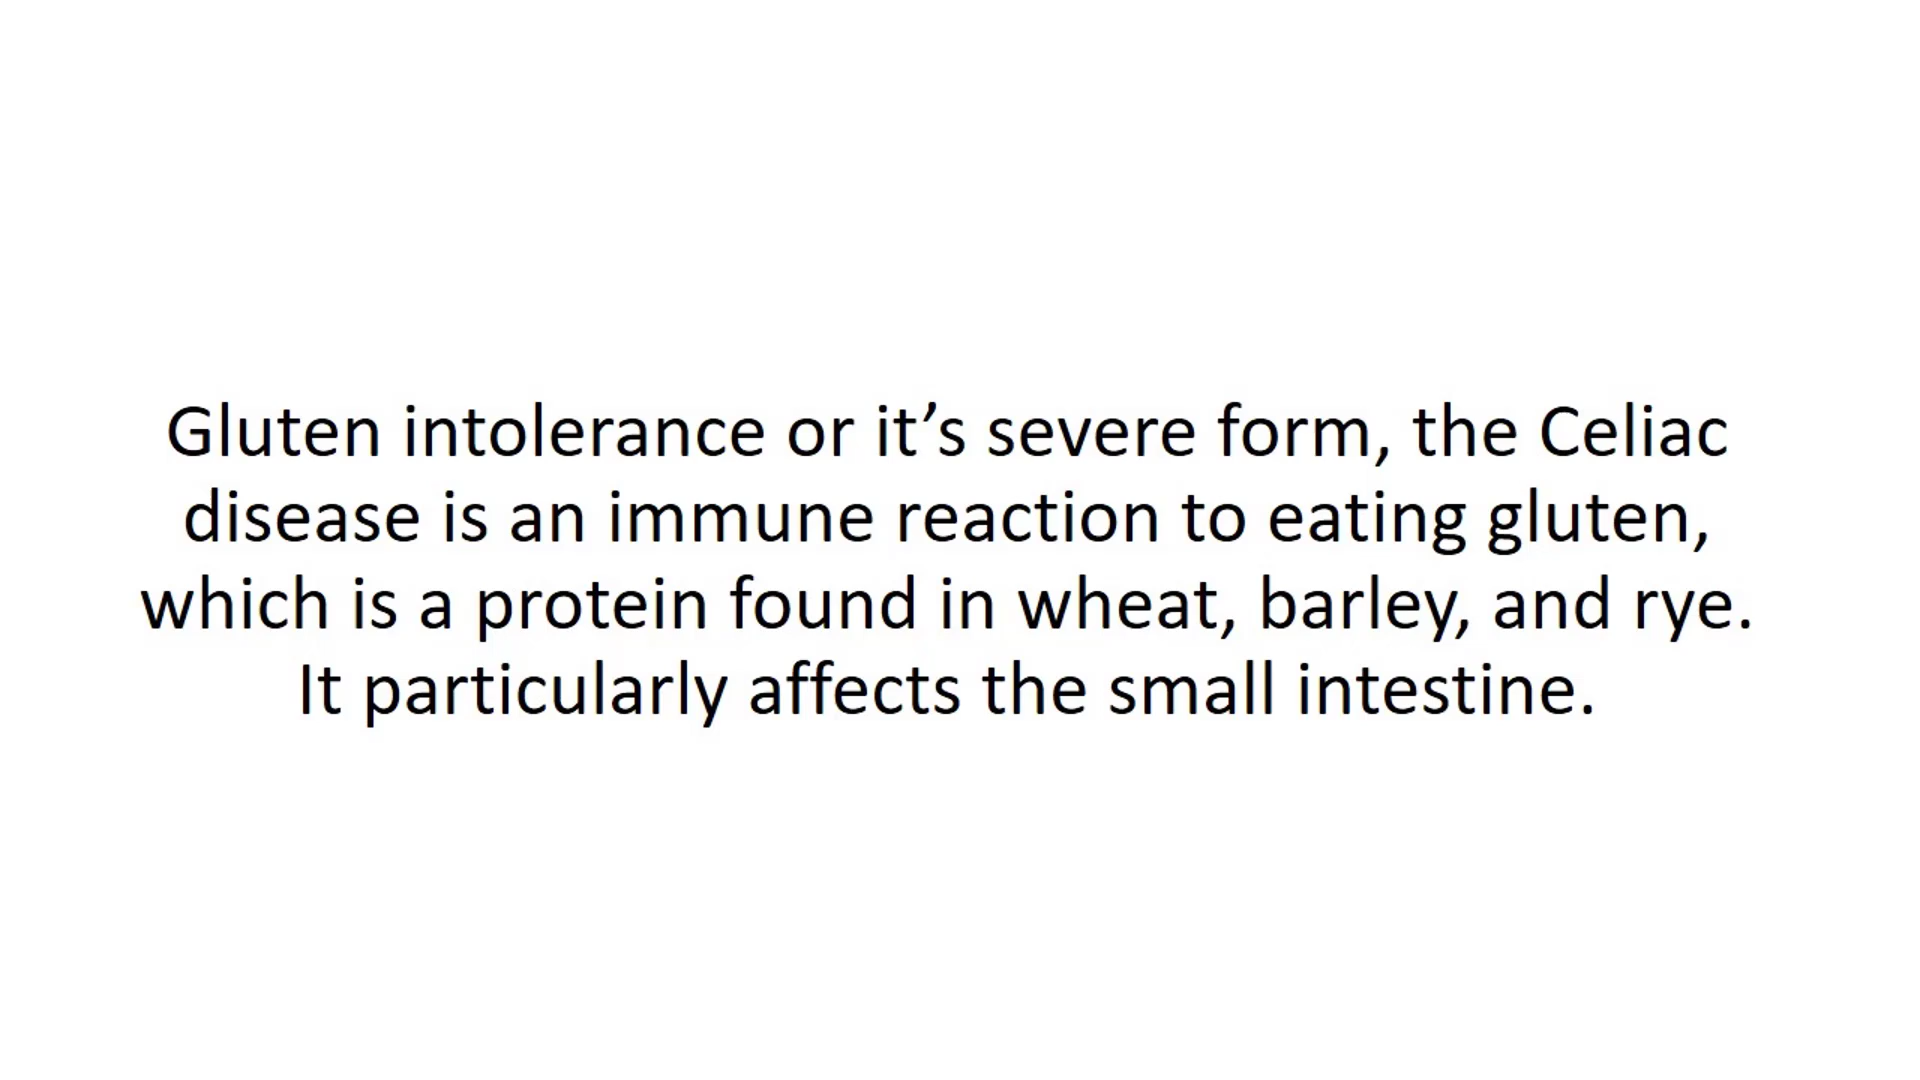 Gluten intolerance or it’s severe form, the Celiac
disease is an immune reaction to eating gluten,
which is a protein found in wheat, barley, and rye.
It particularly affects the small intestine.